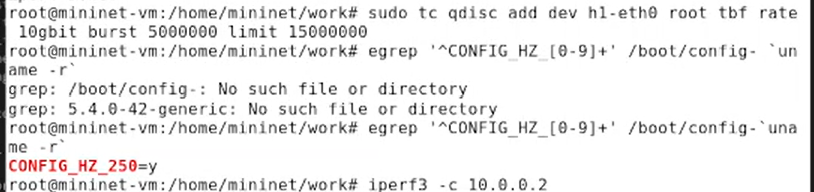 root@mininet-vm:/home/mininet/work# sudo tc qdisc add dev h1-eth0 root tbf rate
 10gbit burst 5000000 limit 15000000
root@mininet-vm:/home/mininet/work# egrep '^CONFIG_HZ_[0-9]+' /boot/config- `un
ame -r`
grep: /boot/config-: No such file or directory
grep: 5.4.0-42-generic: No such file or directory
root@mininet-vm:/home/mininet/work# egrep '^CONFIG_HZ_[0-9]+' /boot/config-`una
me -r`
CONFIG_HZ_250=y
root@mininet-vm:/home/mininet/work# iperf3 -c 10.0.0.2